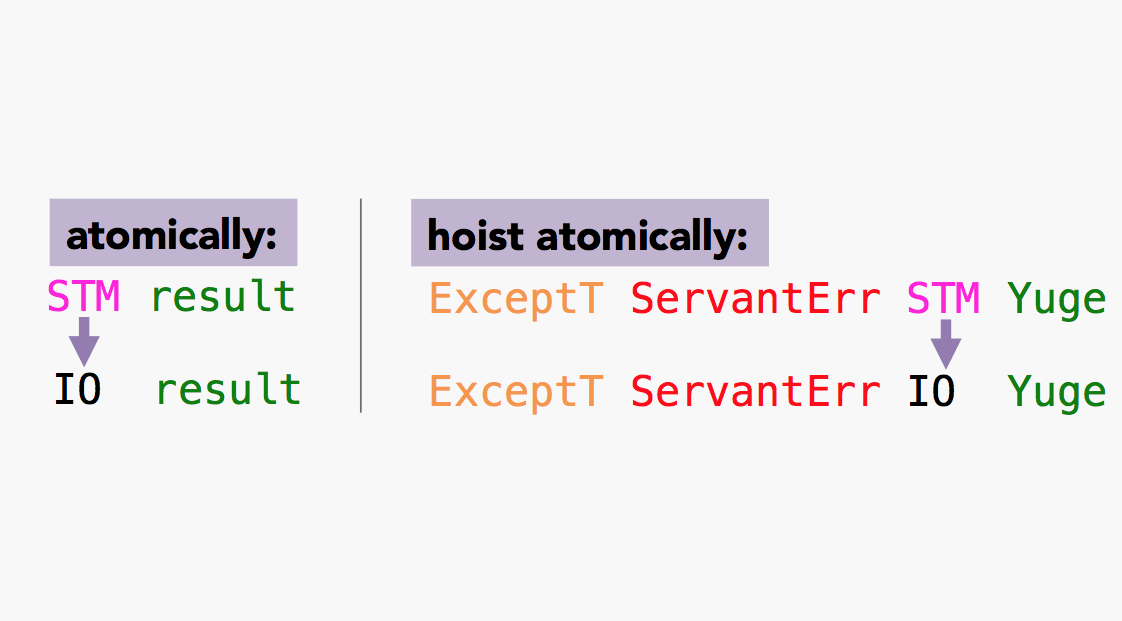 atomically:
STM result
IO result
hoist atomically:
ExceptT ServantErr STM Yuge
ExceptT ServantErr IO Yuge